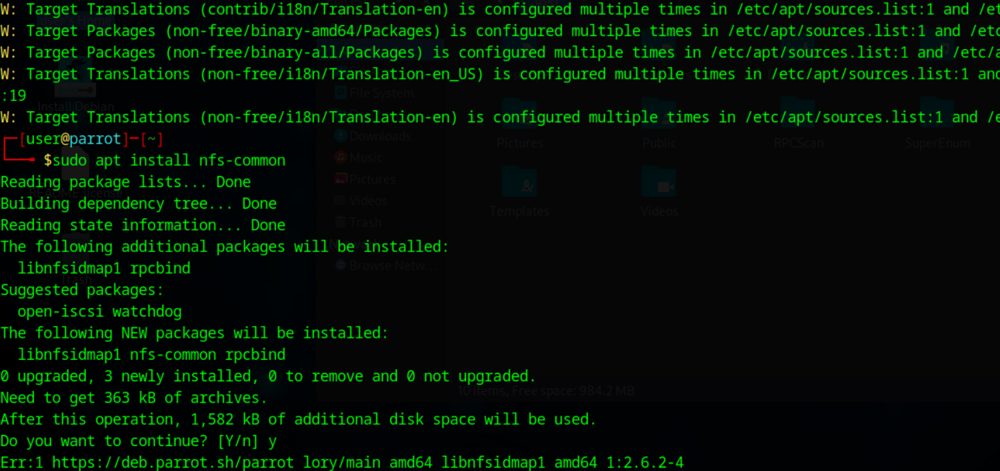 W: Target Translations (contrib/i18n/Translation-en) is configured multiple times in /etc/apt/sources.list:1 and /et
W: Target Packages (non-free/binary-amd64/Packages) is configured multiple times in /etc/apt/sources.list:1 and /etc
W: Target Packages (non-free/binary-all/Packages) is configured multiple times in /etc/apt/sources.list:1 and /etc/a
W: Target Translations (non-free/i18n/Translation-en_US) is configured multiple times in /etc/apt/sources.list:1 and
:19
W: Target Translations (non-free/i18n/Translation-en) is configured multiple times in /etc/apt/sources.list:1 and /e
[user@parrot]-[~]
$sudo apt install nfs-common
Reading package lists... Done
Building dependency tree... Done
Reading state information... Done
The following additional packages will be installed:
libnfsidmap1 rpcbind
Suggested packages:
open-iscsi watchdog
The following NEW packages will be installed:
libnfsidmap1 nfs-common rpcbind
0 upgraded, 3 newly installed, 0 to remove and 0 not upgraded.
Need to get 363 kB of archives.
After this operation, 1,582 kB of additional disk space will be used.
Do you want to continue? [Y/n] y
Err:1 https://deb.parrot.sh/parrot lory/main amd64 libnfsidmap1 amd64 1:2.6.2-4
Install Debian
README license
Trash
File System
Downloads
Music
Pictures
Videos
Trash
Browse Netw...
Pictures
Public
RPCScan
SuperEnum
Templates
Videos
10 items, Free space: 984.2 MB